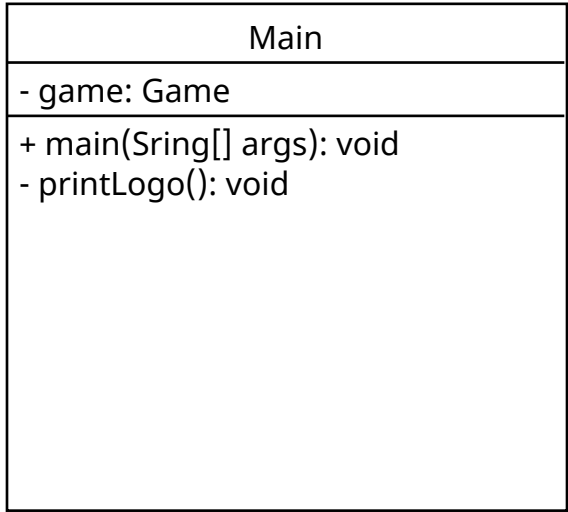 Main
- game: Game
+ main(Sring[] args): void
- printLogo(): void